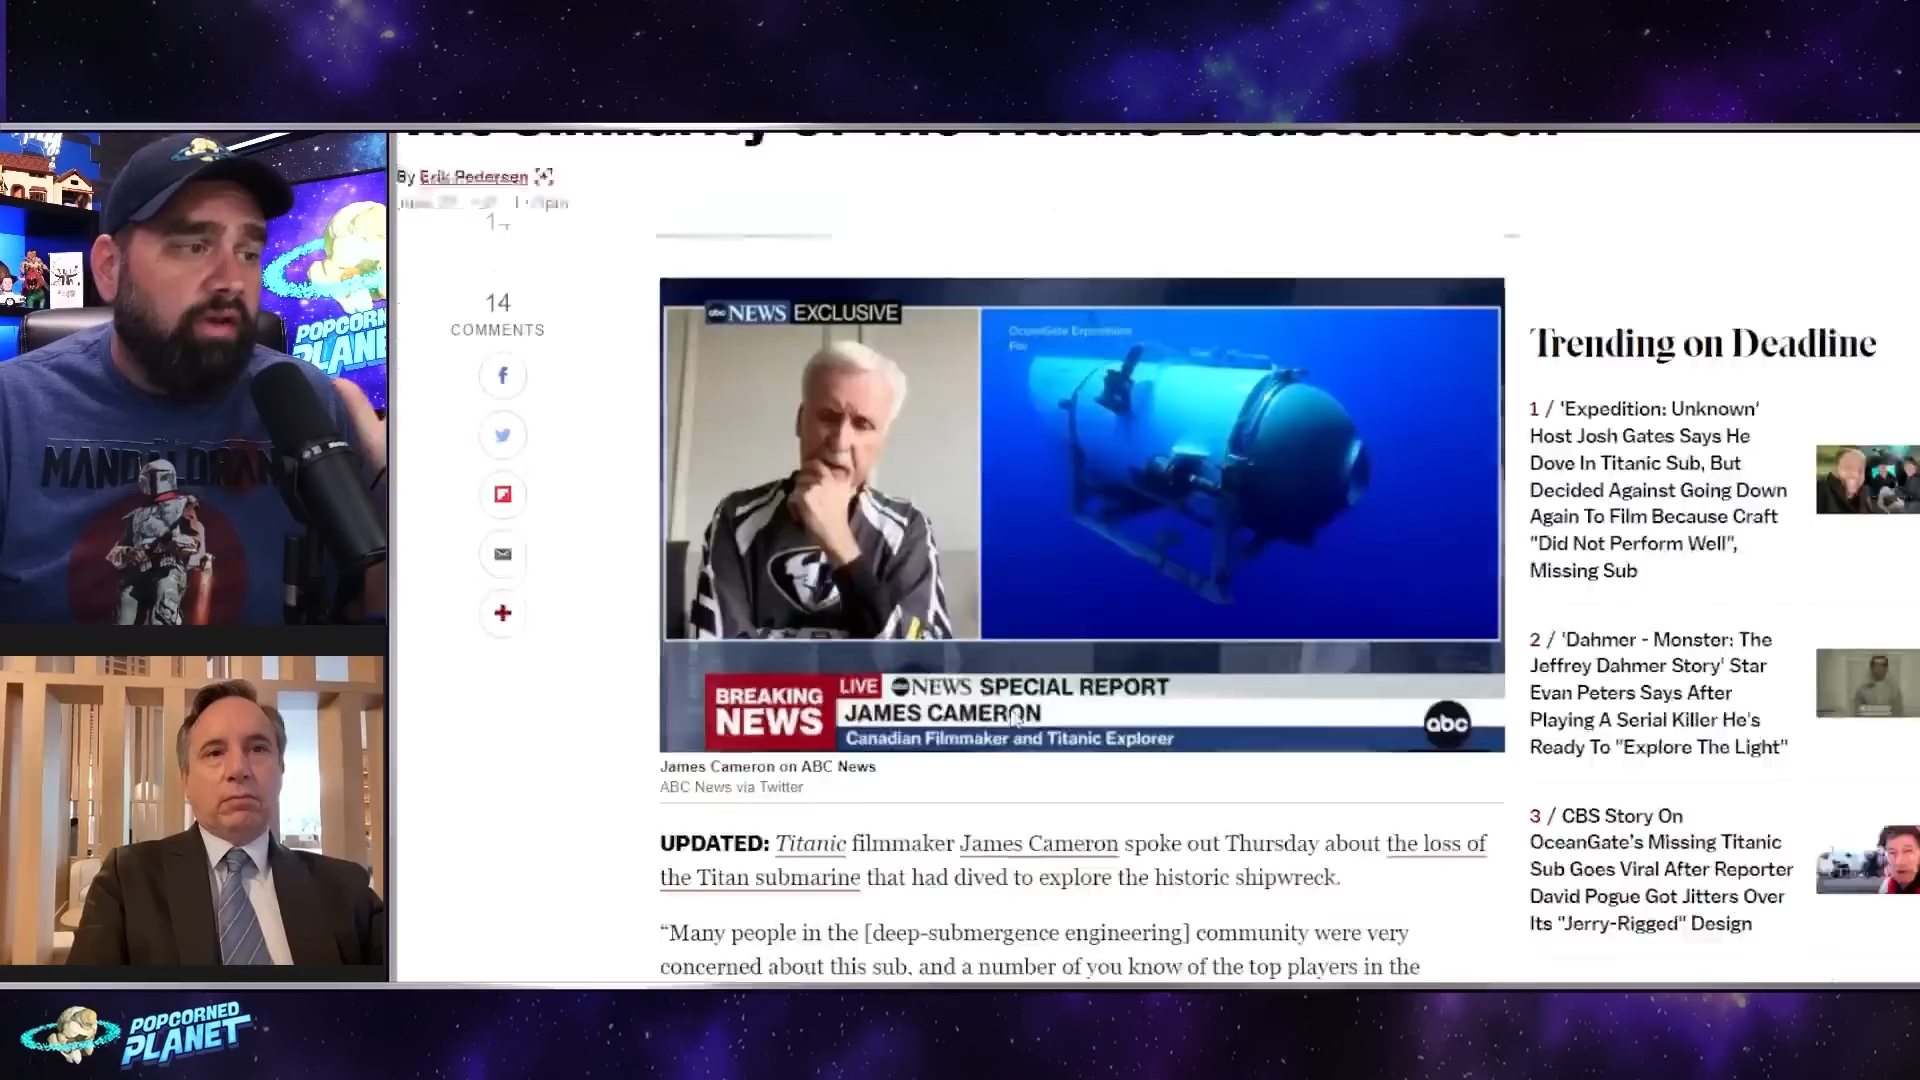 By Erik Pedersen
14
COMMENTS
abc NEWS EXCLUSIVE
OceanGate Expeditions
BREAKING
NEWS
LIVE abc NEWS SPECIAL REPORT
JAMES CAMERON
Canadian Filmmaker and Titanic Explorer
abc
James Cameron on ABC News
ABC News via Twitter
UPDATED: Titanic filmmaker James Cameron spoke out Thursday about the loss of
the Titan submarine that had dived to explore the historic shipwreck.
“Many people in the [deep-submergence engineering] community were very
concerned about this sub, and a number of you know of the top players in the
Trending on Deadline
1 / 'Expedition: Unknown'
Host Josh Gates Says He
Dove In Titanic Sub, But
Decided Against Going Down
Again To Film Because Craft
"Did Not Perform Well",
Missing Sub
2 / 'Dahmer - Monster: The
Jeffrey Dahmer Story' Star
Evan Peters Says After
Playing A Serial Killer He's
Ready To "Explore The Light"
3 / CBS Story On
OceanGate's Missing Titanic
Sub Goes Viral After Reporter
David Pogue Got Jitters Over
Its "Jerry-Rigged" Design
POPCORN
PLANE
MANDALORIAN
POPCORNED
PLANET